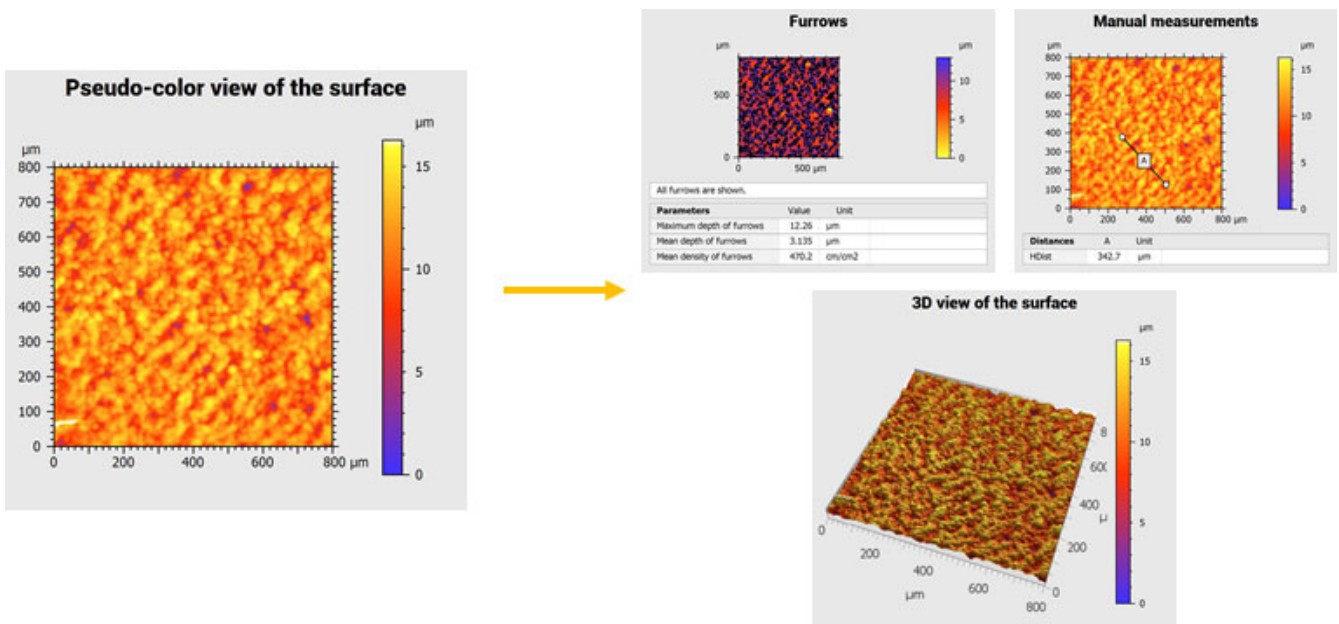 Pseudo-color view of the surface
µm
µm
800
700
600
500
400
300
200
100
0
0 200 400 600 800 µm
15
10
5
0
Furrows
µm
500
0
0 500 µm
µm
10
5
0
All furrows are shown.
Parameters Value Unit
Maximum depth of furrows 12.26 µm
Mean depth of furrows 3.135 µm
Mean density of furrows 470.2 cm/cm2
Manual measurements
µm
800
700
600
500
400
300
200
100
0
0 200 400 600 800 µm
A
µm
15
10
5
0
Distances A Unit
HDist 342.7 µm
3D view of the surface
µm
15
10
5
0
0
200
400
600
800
µm
0
200
400
60
8